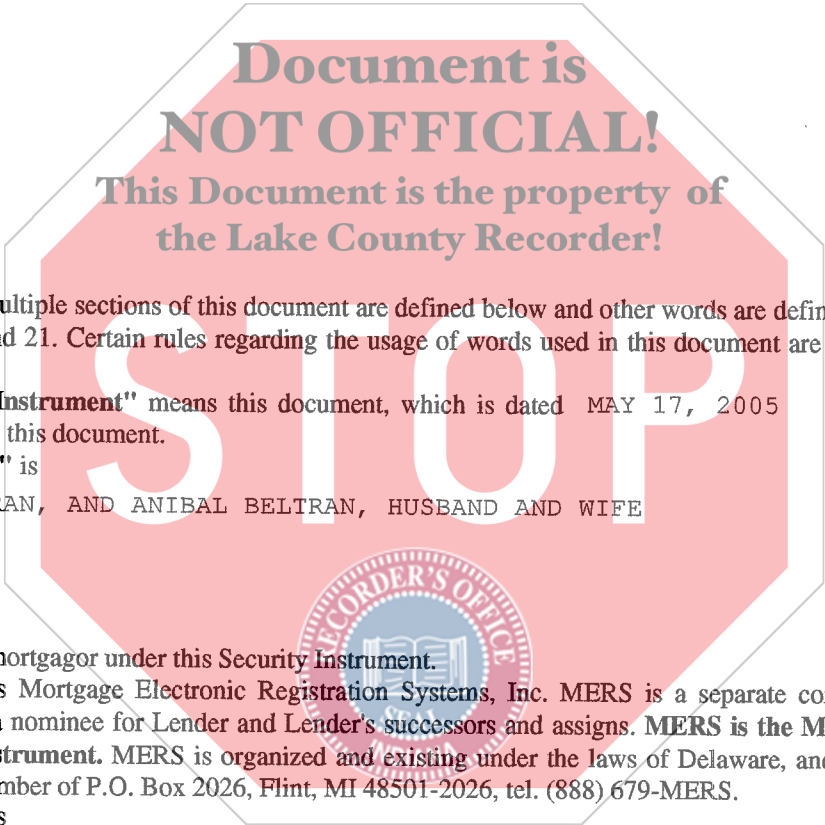 Document is
NOT OFFICIAL!
This Document is the property of
the Lake County Recorder!
STOP
ultiple sections of this document are defined below and other words are defin
d 21. Certain rules regarding the usage of words used in this document are
Instrument" means this document, which is dated MAY 17, 2005
this document.
" is
RAN, AND ANIBAL BELTRAN, HUSBAND AND WIFE
RECORDER'S OFFICE
SEAL
INDIANA
ortgagor under this Security Instrument.
s Mortgage Electronic Registration Systems, Inc. MERS is a separate co
nominee for Lender and Lender's successors and assigns. MERS is the M
strument. MERS is organized and existing under the laws of Delaware, an
mber of P.O. Box 2026, Flint, MI 48501-2026, tel. (888) 679-MERS.
s